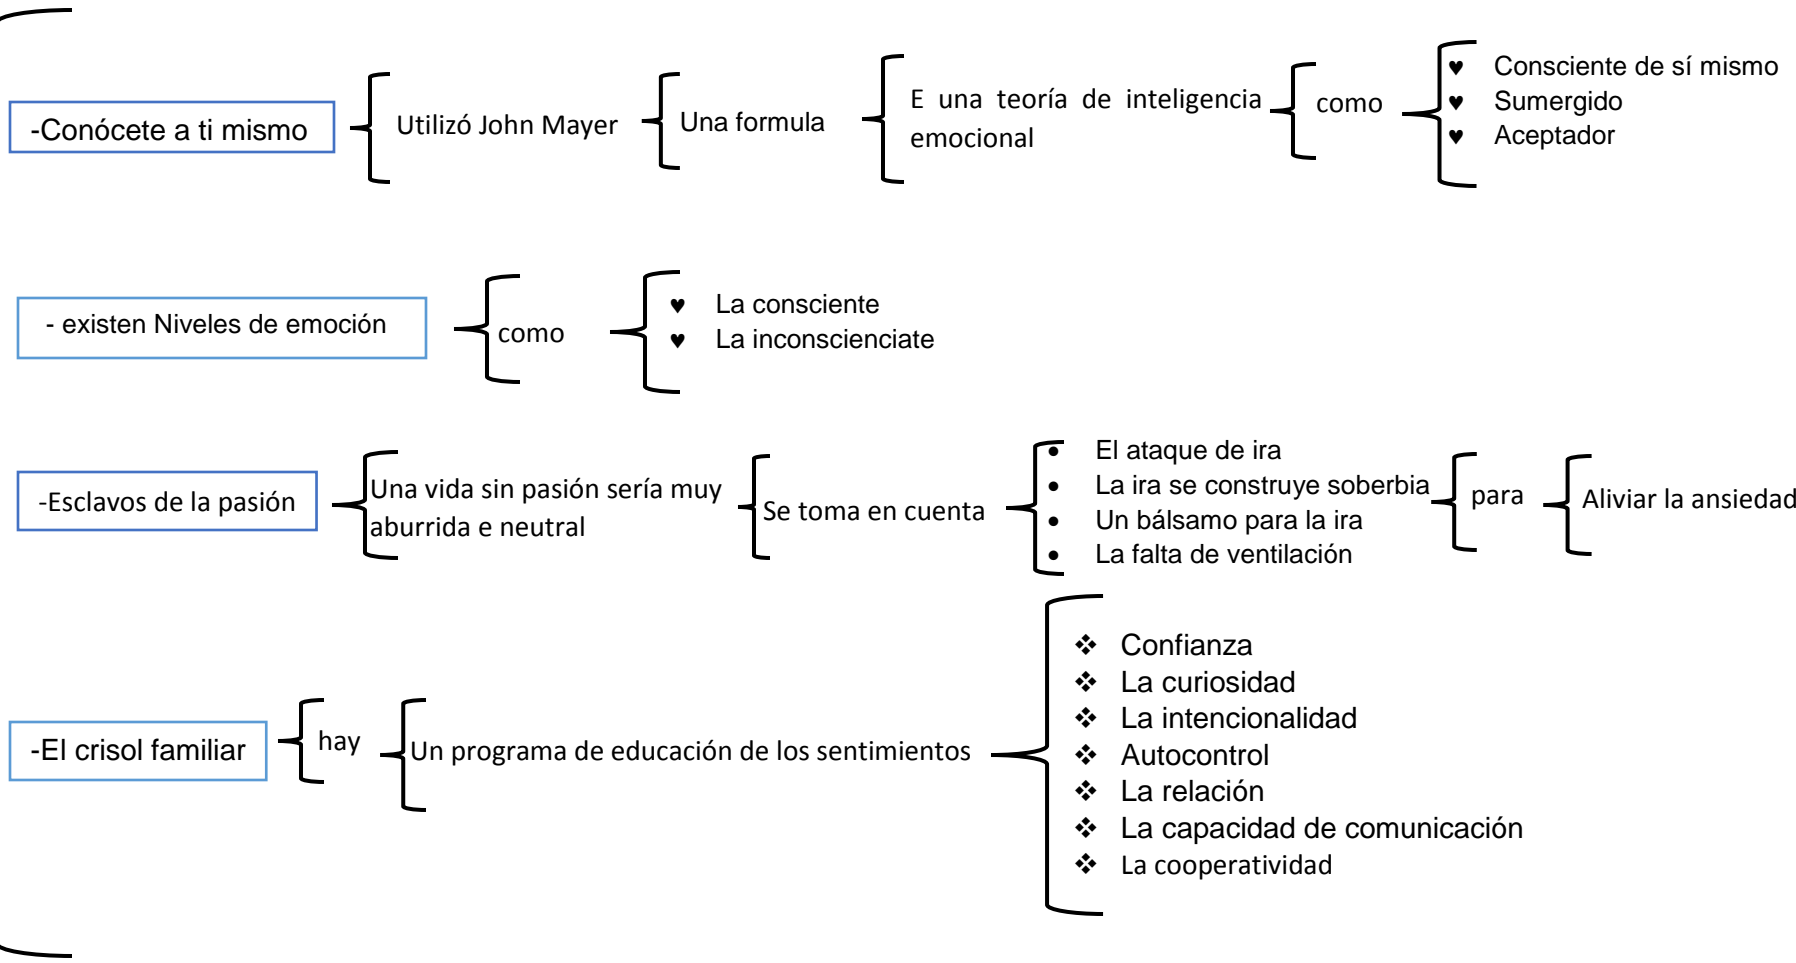 -Conócete a ti mismo
Utilizó John Mayer
Una formula
E una teoría de inteligencia
emocional
como
♥ Consciente de sí mismo
♥ Sumergido
♥ Aceptador
- existen Niveles de emoción
como
♥ La consciente
♥ La inconscienciate
-Esclavos de la pasión
Una vida sin pasión sería muy
aburrida e neutral
Se toma en cuenta
• El ataque de ira
• La ira se construye soberbia
• Un bálsamo para la ira
• La falta de ventilación
para
Aliviar la ansiedad
-El crisol familiar
hay
Un programa de educación de los sentimientos
❖ Confianza
❖ La curiosidad
❖ La intencionalidad
❖ Autocontrol
❖ La relación
❖ La capacidad de comunicación
❖ La cooperatividad